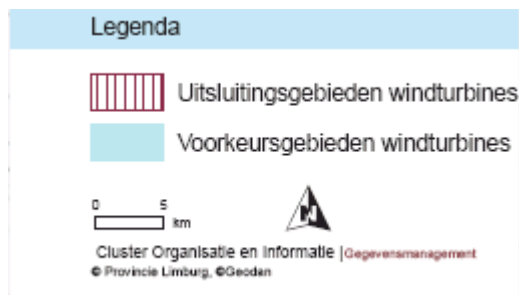 Legenda
Uitsluitingsgebieden windturbines
Voorkeursgebieden windturbines
0 5
km
N
Cluster Organisatie en Informatie |Gegevensmanagement
© Provincie Limburg, ©Geodan